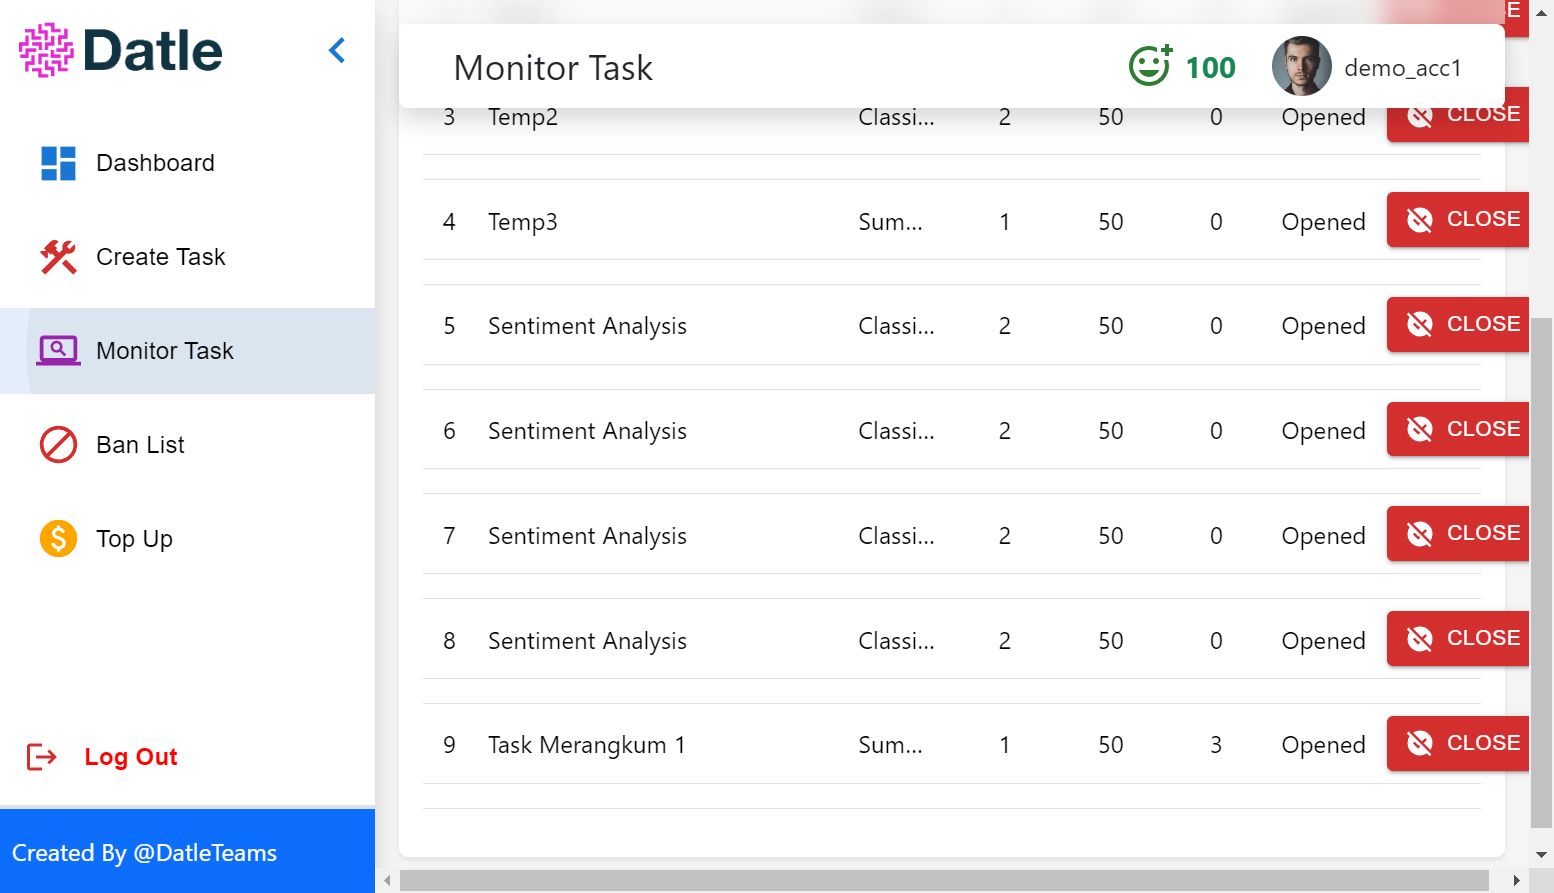 Datle
Dashboard
Create Task
Monitor Task
Ban List
Top Up
Log Out
Created By @DatleTeams
Monitor Task
100
demo_acc1
3 Temp2 Classi... 2 50 0 Opened CLOSE
4 Temp3 Sum... 1 50 0 Opened CLOSE
5 Sentiment Analysis Classi... 2 50 0 Opened CLOSE
6 Sentiment Analysis Classi... 2 50 0 Opened CLOSE
7 Sentiment Analysis Classi... 2 50 0 Opened CLOSE
8 Sentiment Analysis Classi... 2 50 0 Opened CLOSE
9 Task Merangkum 1 Sum... 1 50 3 Opened CLOSE